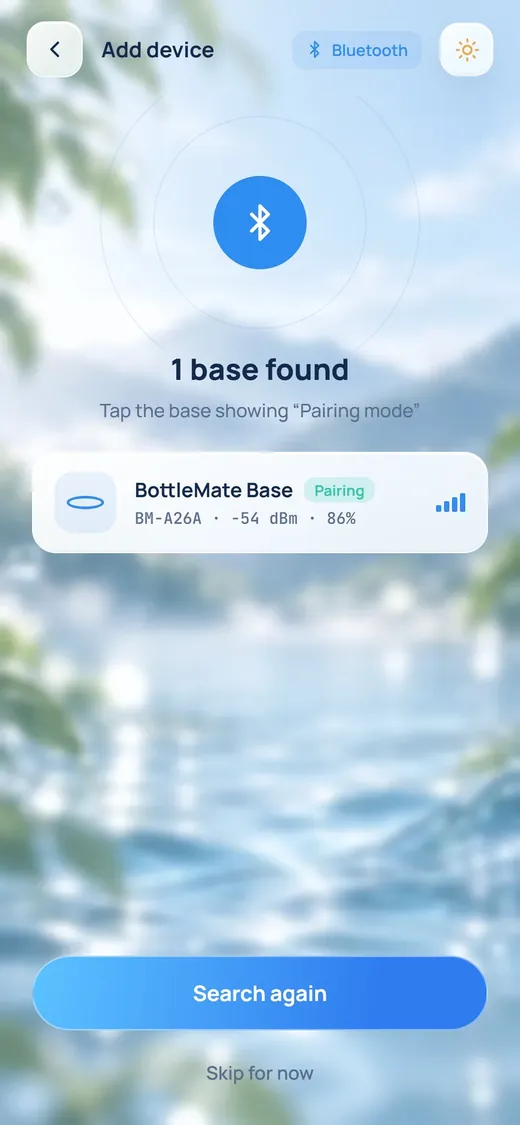 Add device
Bluetooth
1 base found
Tap the base showing “Pairing mode”
BottleMate Base Pairing
BM-A26A · -54 dBm · 86%
Search again
Skip for now